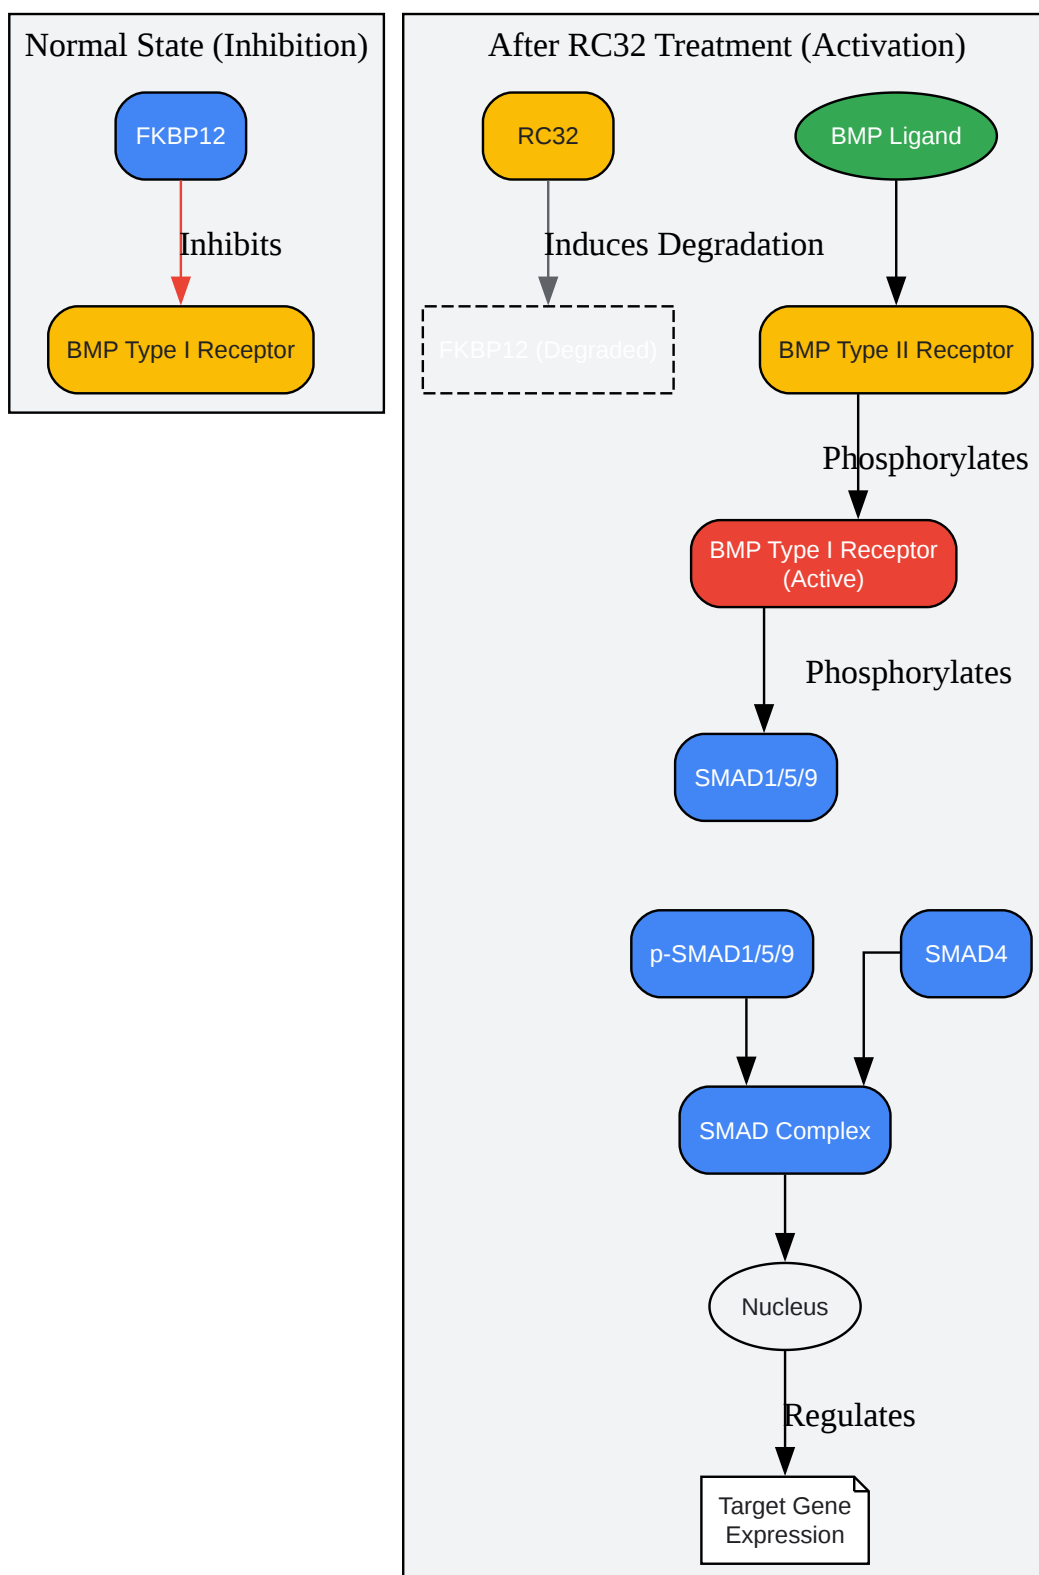 Normal State (Inhibition)
FKBP12
Inhibits
BMP Type I Receptor
After RC32 Treatment (Activation)
RC32
BMP Ligand
Induces Degradation
FKBP12 (Degraded)
BMP Type II Receptor
Phosphorylates
BMP Type I Receptor
(Active)
Phosphorylates
SMAD1/5/9
p-SMAD1/5/9
SMAD4
SMAD Complex
Nucleus
Regulates
Target Gene
Expression